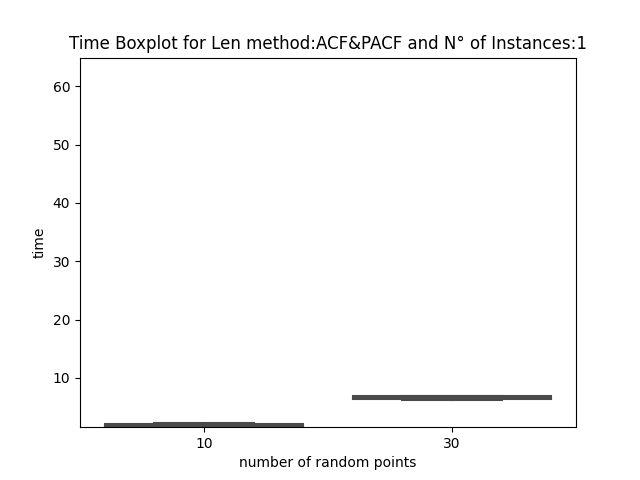 Time Boxplot for Len method:ACF&PACF and N° of Instances:1
60
50
40
30
20
10
time
10 30
number of random points